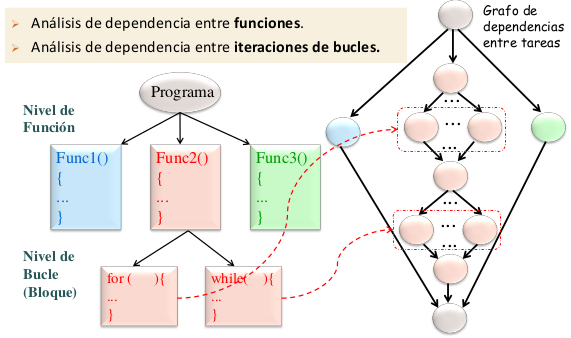 Análisis de dependencia entre funciones.
Análisis de dependencia entre iteraciones de bucles.
Grafo de
dependencias
entre tareas
Programa
Nivel de
Función
Func1()
{
...
}
Func2()
{
...
}
Func3()
{
...
}
Nivel de
Bucle
(Bloque)
for ( ){
...
}
while( ){
...
}
...
...
...
...
...
...